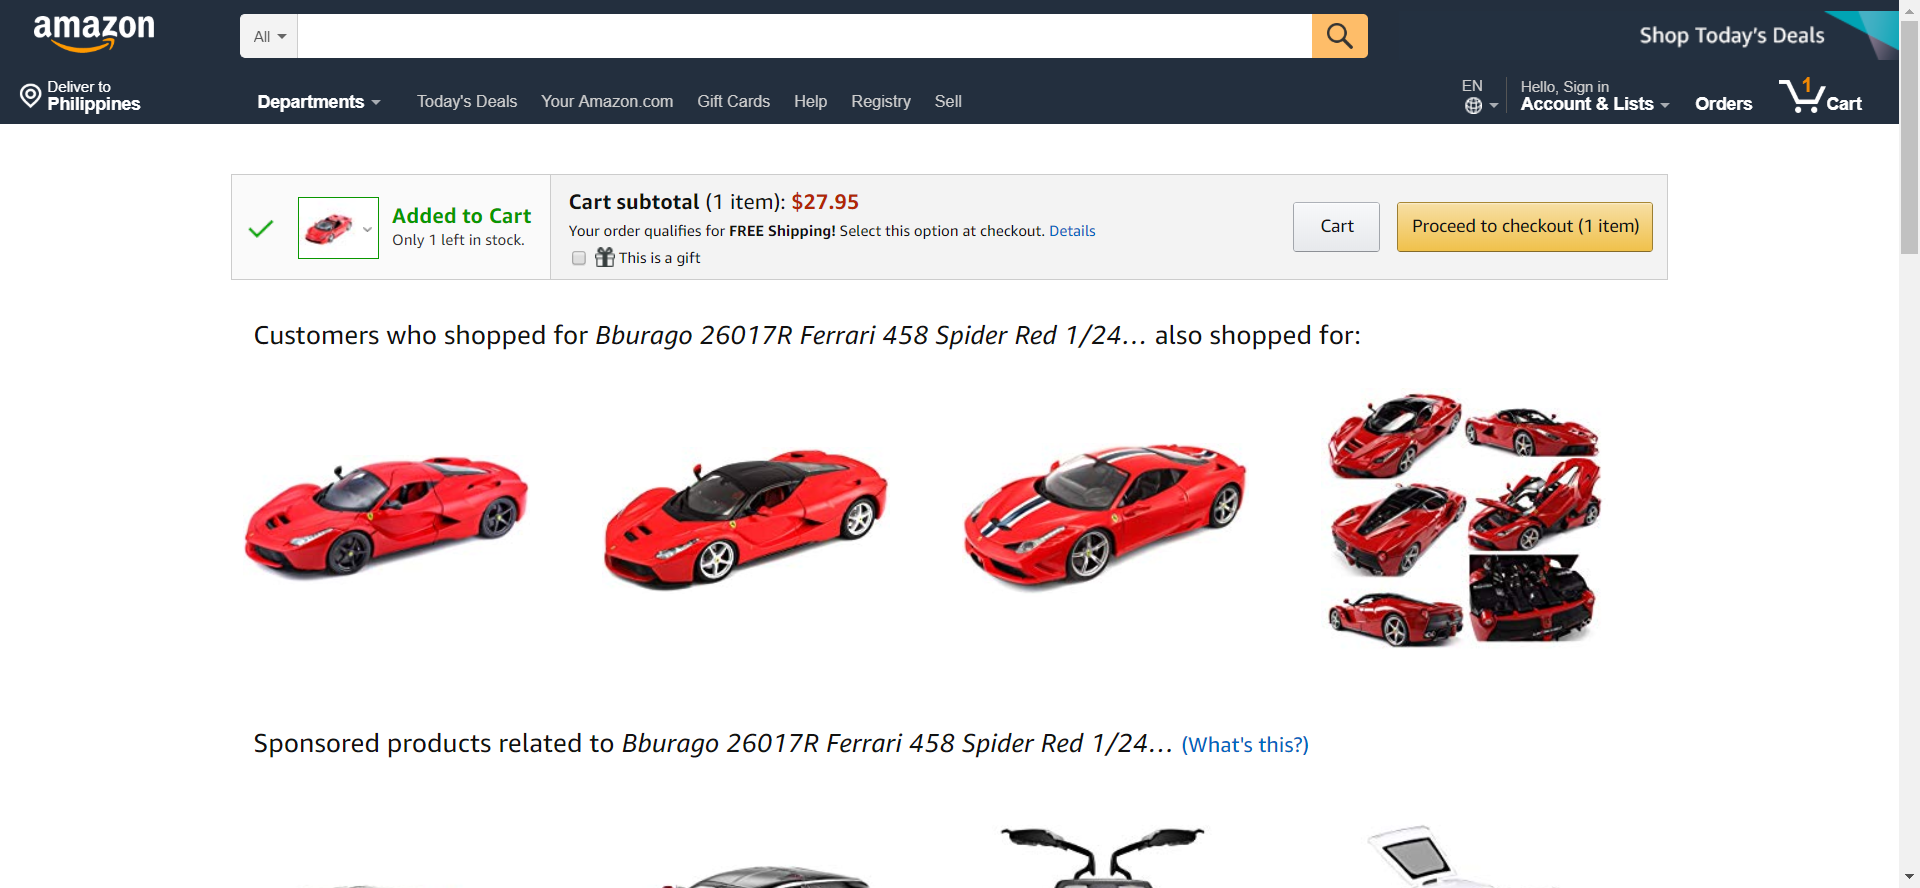 amazon
All
Shop Today's Deals
Deliver to
Philippines
Departments
Today's Deals
Your Amazon.com
Gift Cards
Help
Registry
Sell
EN
Hello, Sign in
Account & Lists
Orders
1
Cart
Added to Cart
Only 1 left in stock.
Cart subtotal (1 item): $27.95
Your order qualifies for FREE Shipping! Select this option at checkout. Details
This is a gift
Cart
Proceed to checkout (1 item)
Customers who shopped for Bburago 26017R Ferrari 458 Spider Red 1/24... also shopped for:
Sponsored products related to Bburago 26017R Ferrari 458 Spider Red 1/24... (What's this?)